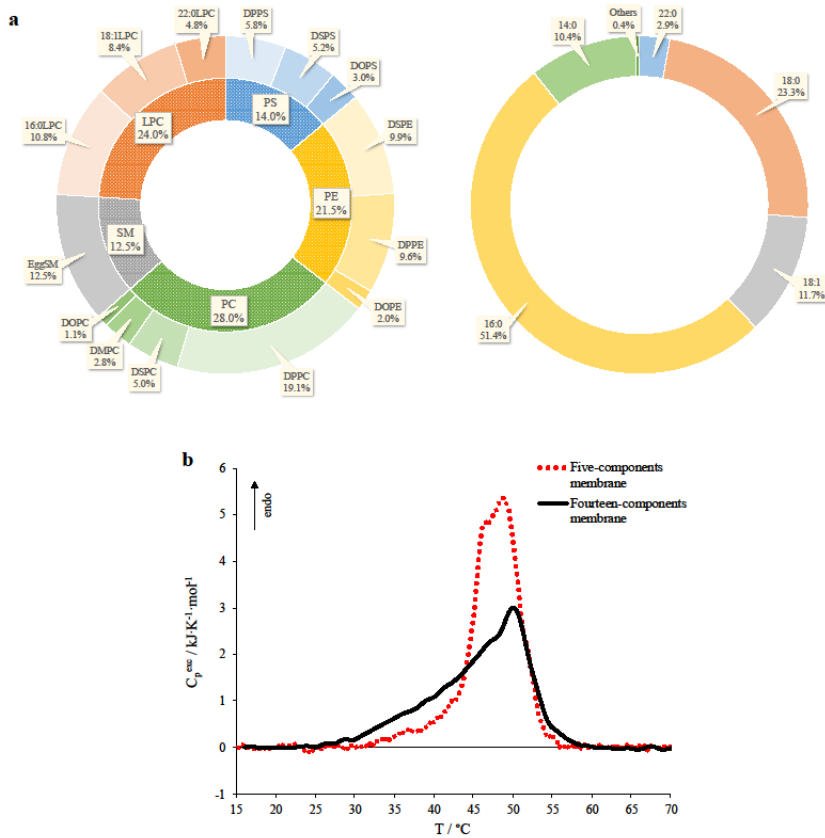 a
22:0LPC
4.8%
DPPS
5.8%
DSPS
5.2%
DOPS
3.0%
18:1LPC
8.4%
PS
14.0%
LPC
24.0%
16:0LPC
10.8%
DSPE
9.9%
PE
21.5%
SM
12.5%
EggSM
12.5%
DPPE
9.6%
PC
28.0%
DOPE
2.0%
DOPC
1.1%
DMPC
2.8%
DSPC
5.0%
DPPC
19.1%
Others
0.4%
22:0
2.9%
14:0
10.4%
18:0
23.3%
18:1
11.7%
16:0
51.4%
b
6
5
4
3
2
1
0
-1
endo
Five-components
membrane
Fourteen-components
membrane
Cₚᵉˣᶜ / kJ·K⁻¹·mol⁻¹
15 20 25 30 35 40 45 50 55 60 65 70
T / °C